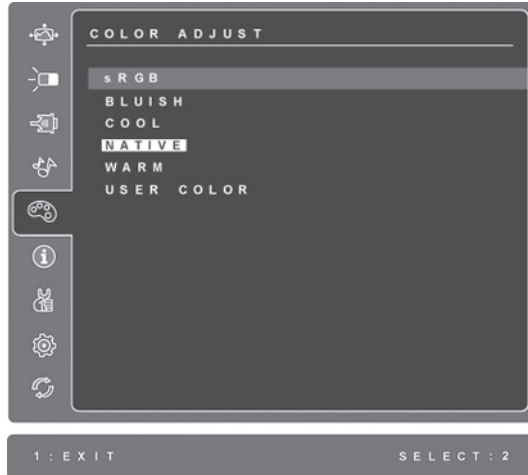 COLOR ADJUST
sRGB
BLUISH
COOL
NATIVE
WARM
USER COLOR
1:EXIT SELECT:2